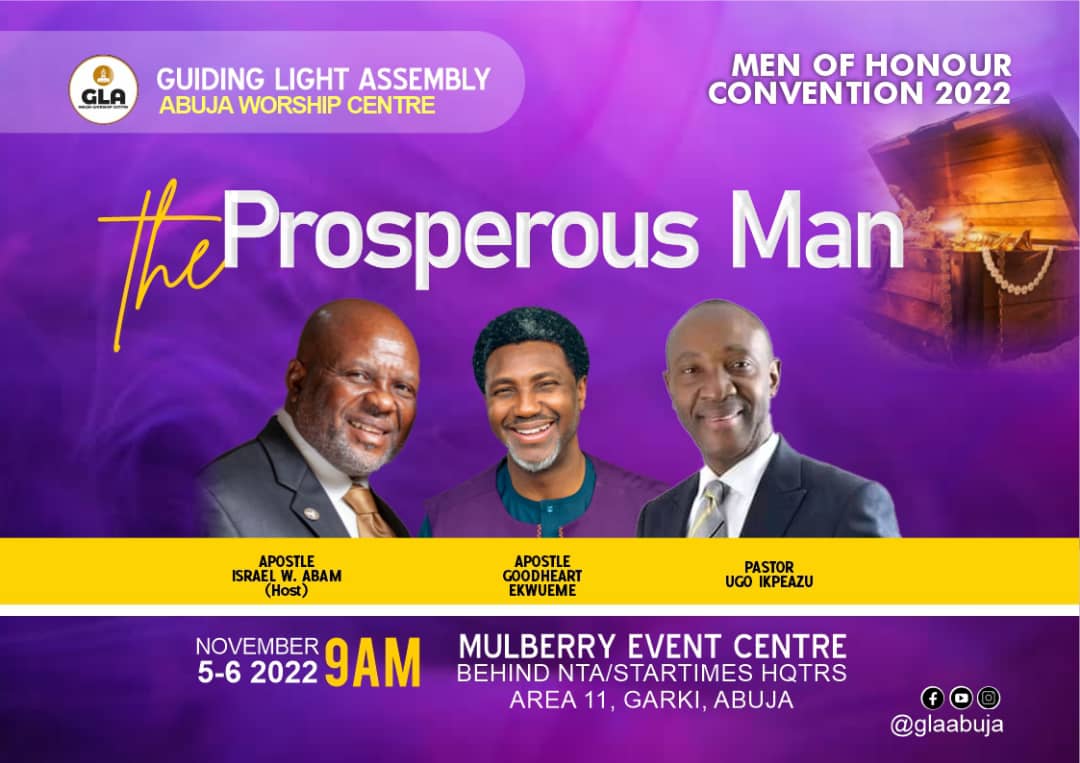 GLA
GUIDING LIGHT ASSEMBLY
ABUJA WORSHIP CENTRE
MEN OF HONOUR
CONVENTION 2022
the Prosperous Man
APOSTLE
ISRAEL W. ABAM
(Host)
APOSTLE
GOODHEART
EKWUEME
PASTOR
UGO IKPEAZU
NOVEMBER
5-6 2022
9AM
MULBERRY EVENT CENTRE
BEHIND NTA/STARTIMES HQTRS
AREA 11, GARKI, ABUJA
@glaabuja